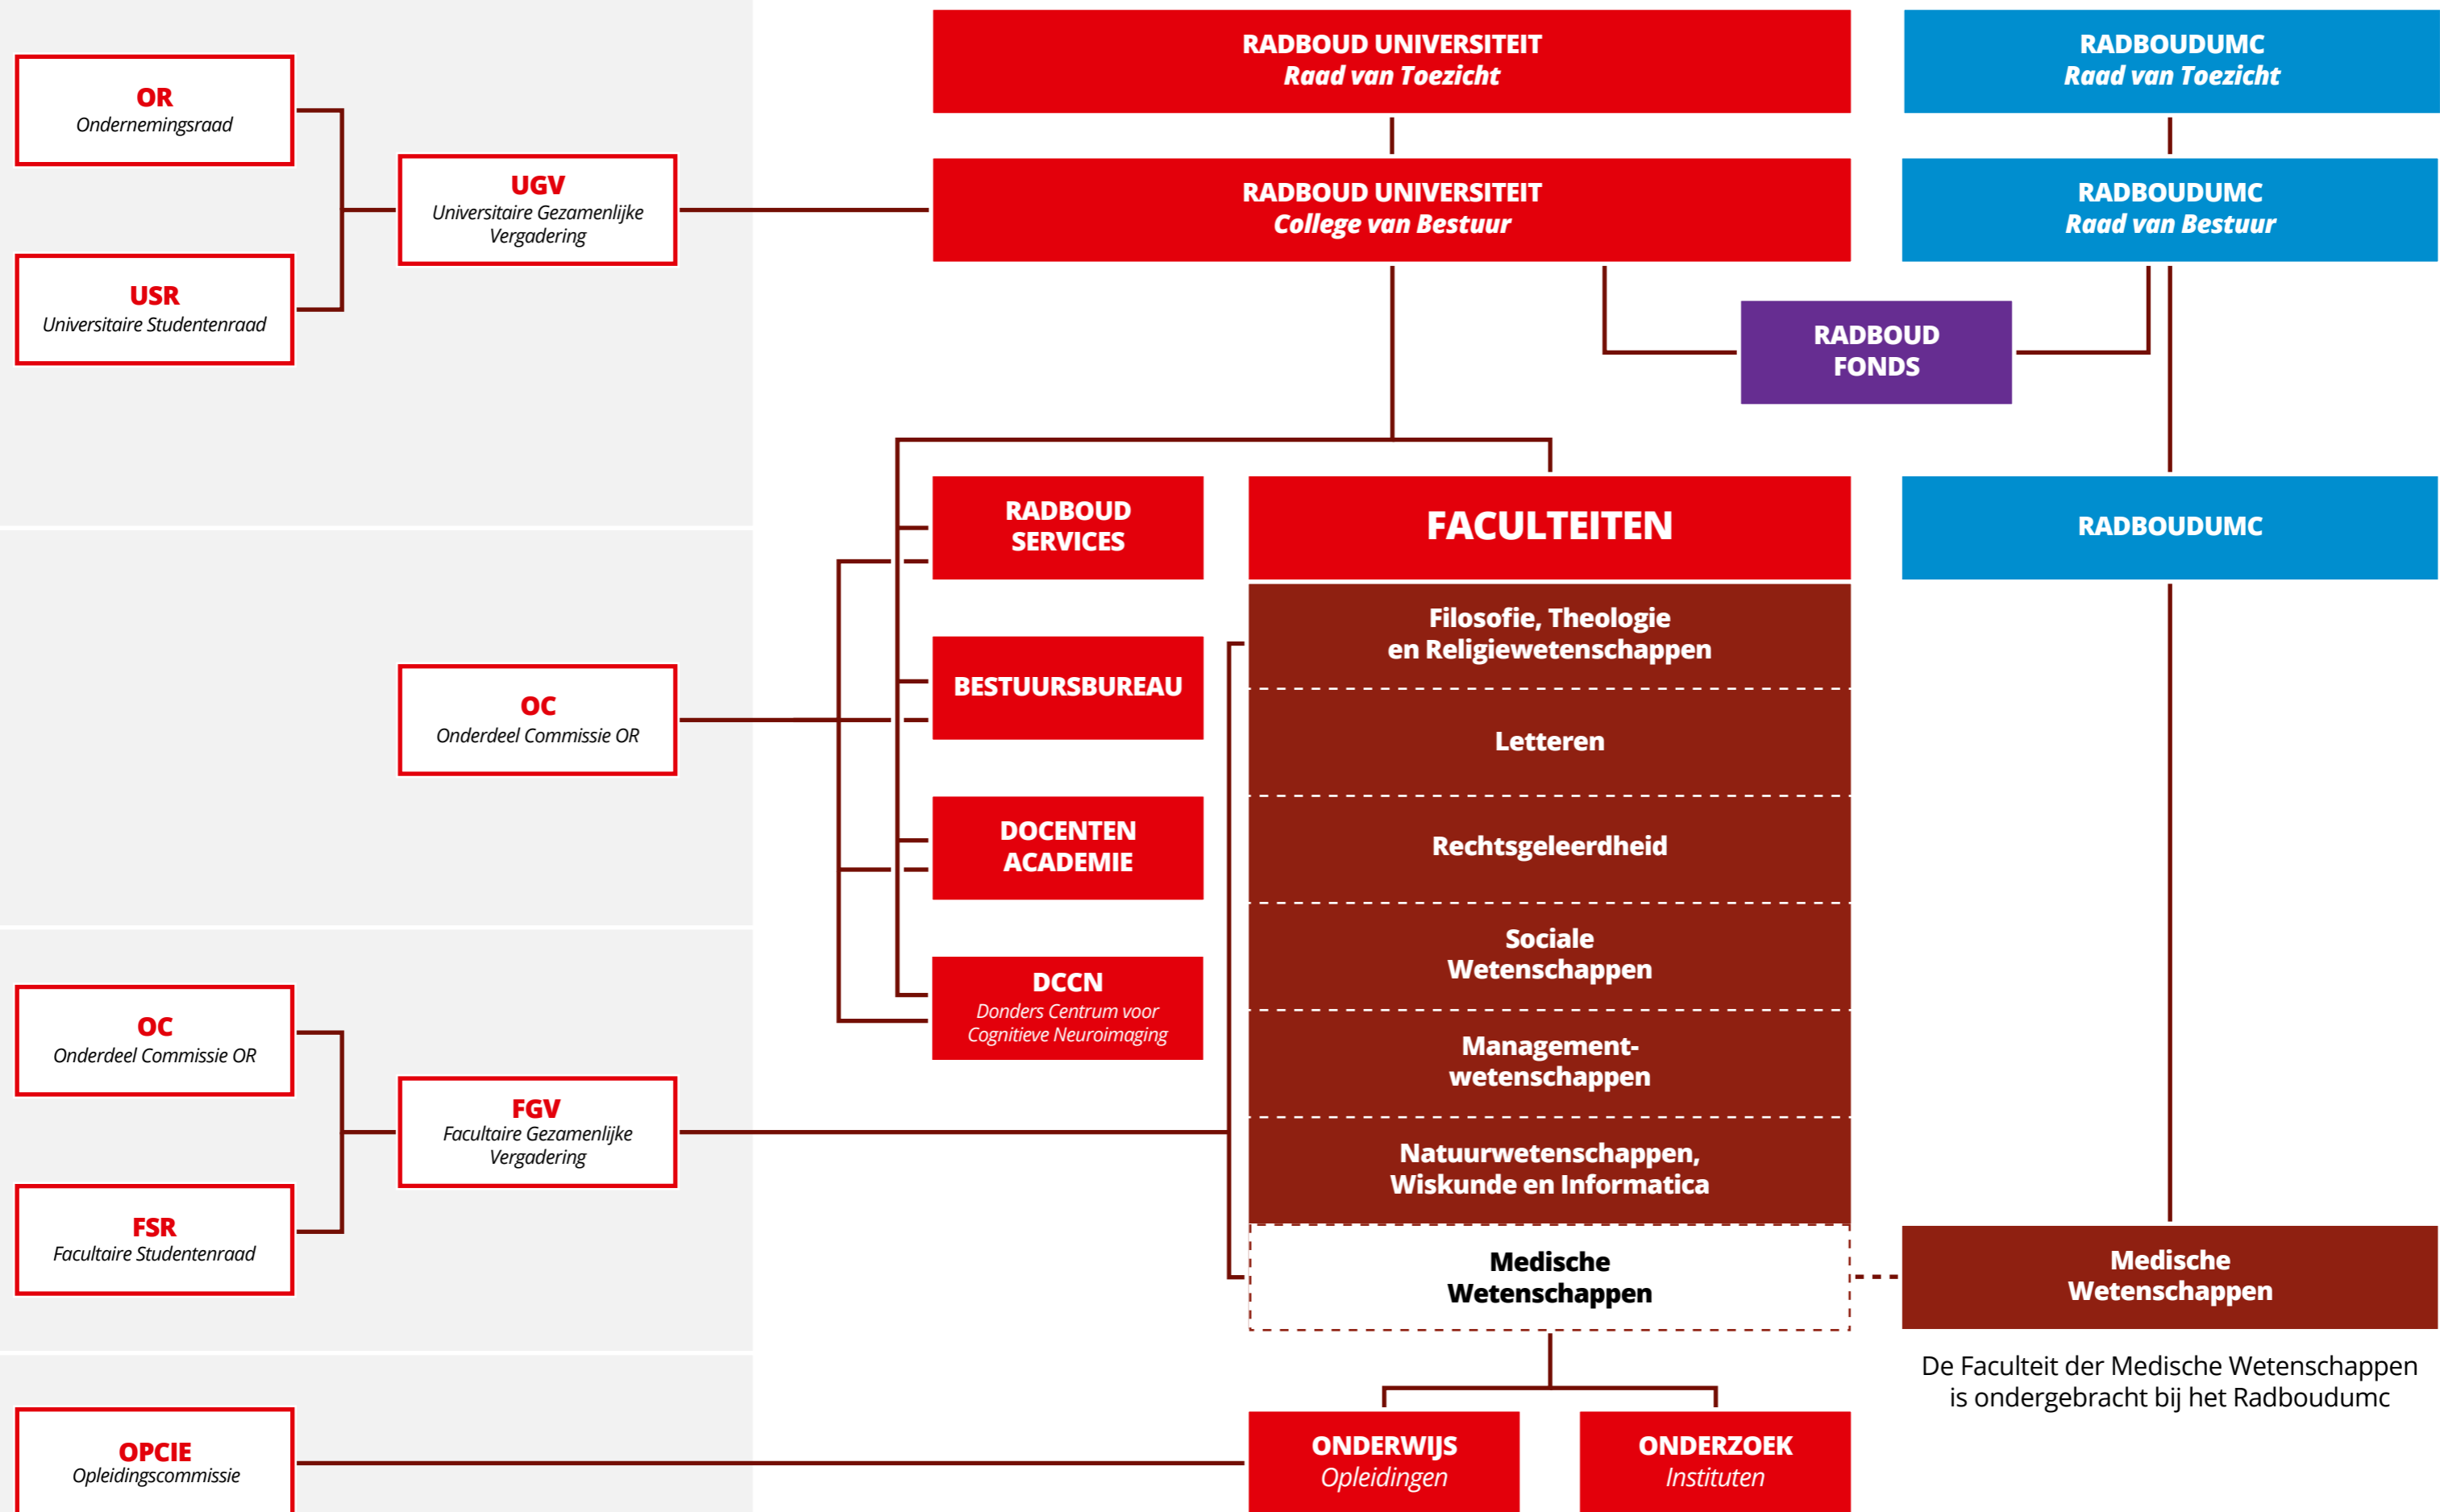 OR
Ondernemingsraad
USR
Universitaire Studentenraad
UGV
Universitaire Gezamenlijke
Vergadering
RADBOUD UNIVERSITEIT
Raad van Toezicht
RADBOUDUMC
Raad van Toezicht
RADBOUD UNIVERSITEIT
College van Bestuur
RADBOUDUMC
Raad van Bestuur
RADBOUD
FONDS
RADBOUD
SERVICES
FACULTEITEN
RADBOUDUMC
OC
Onderdeel Commissie OR
BESTUURSBUREAU
DOCENTEN
ACADEMIE
DCCN
Donders Centrum voor
Cognitieve Neuroimaging
Filosofie, Theologie
en Religiewetenschappen
Letteren
Rechtsgeleerdheid
Sociale
Wetenschappen
Management-
wetenschappen
Natuurwetenschappen,
Wiskunde en Informatica
Medische
Wetenschappen
Medische
Wetenschappen
De Faculteit der Medische Wetenschappen
is ondergebracht bij het Radboudumc
OC
Onderdeel Commissie OR
FSR
Facultaire Studentenraad
FGV
Facultaire Gezamenlijke
Vergadering
OPCIE
Opleidingscommissie
ONDERWIJS
Opleidingen
ONDERZOEK
Instituten